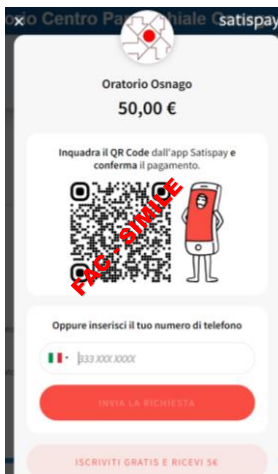 satispay
Oratorio Osnago
50,00 €
Inquadra il QR Code dall'app Satispay e
conferma il pagamento.
FAC - SIMILE
Oppure inserisci il tuo numero di telefono
333 XXX XXXX
INVIA LA RICHIESTA
ISCRIVITI GRATIS E RICEVI 5€